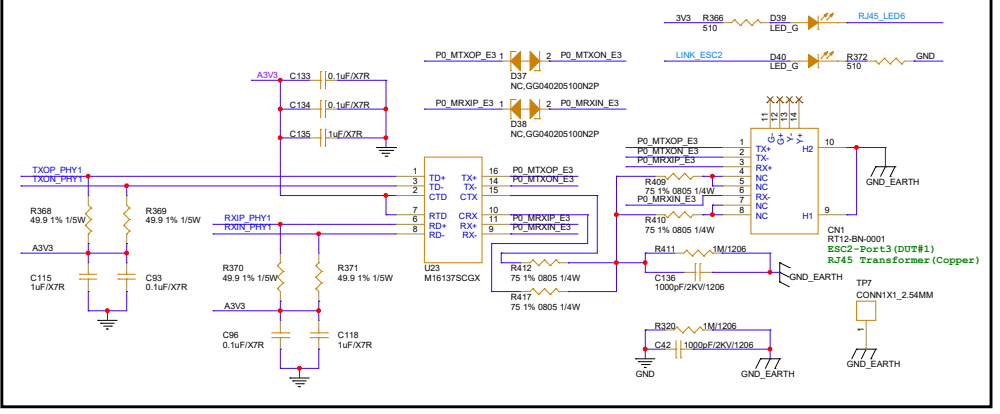 3V3 R366 D39 RJ45_LED6
510 LED_G
LINK_ESC2 D40 R372 GND
LED_G 510
P0_MTXOP_E3 1 2 P0_MTXON_E3
D37
NC,GG040205100N2P
P0_MRXIP_E3 1 2 P0_MRXIN_E3
D38
NC,GG040205100N2P
A3V3 C133 0.1uF/X7R
C134 0.1uF/X7R
C135 1uF/X7R
TXOP_PHY1
TXON_PHY1
RXIP_PHY1
RXIN_PHY1
R368
49.9 1% 1/5W
R369
49.9 1% 1/5W
A3V3
C115
1uF/X7R
C93
0.1uF/X7R
R370
49.9 1% 1/5W
R371
49.9 1% 1/5W
A3V3
C96
0.1uF/X7R
C118
1uF/X7R
1 TD+ TX+ 16 P0_MTXOP_E3
3 TD- TX- 14 P0_MTXON_E3
2 CTD CTX 15
7 RTD CRX 10
6 RD+ RX+ 11 P0_MRXIP_E3
8 RD- RX- 9 P0_MRXIN_E3
U23
M16137SCGX
R412
75 1% 0805 1/4W
R417
75 1% 0805 1/4W
11 12 13 14
G- G+ Y- Y+
P0_MTXOP_E3 1 TX+ H2 10
P0_MTXON_E3 2 TX-
P0_MRXIP_E3 3 RX+
4 NC
R409 5 NC
75 1% 0805 1/4W
P0_MRXIN_E3 6 RX-
7 NC
R410 8 NC H1 9
75 1% 0805 1/4W
GND_EARTH
CN1
RT12-BN-0001
ESC2-Port3(DUT#1)
RJ45 Transformer(Copper)
R411 1M/1206
C136
1000pF/2KV/1206
GND_EARTH
TP7
CONN1X1_2.54MM
1
GND_EARTH
R320 1M/1206
C42 1000pF/2KV/1206
GND GND_EARTH